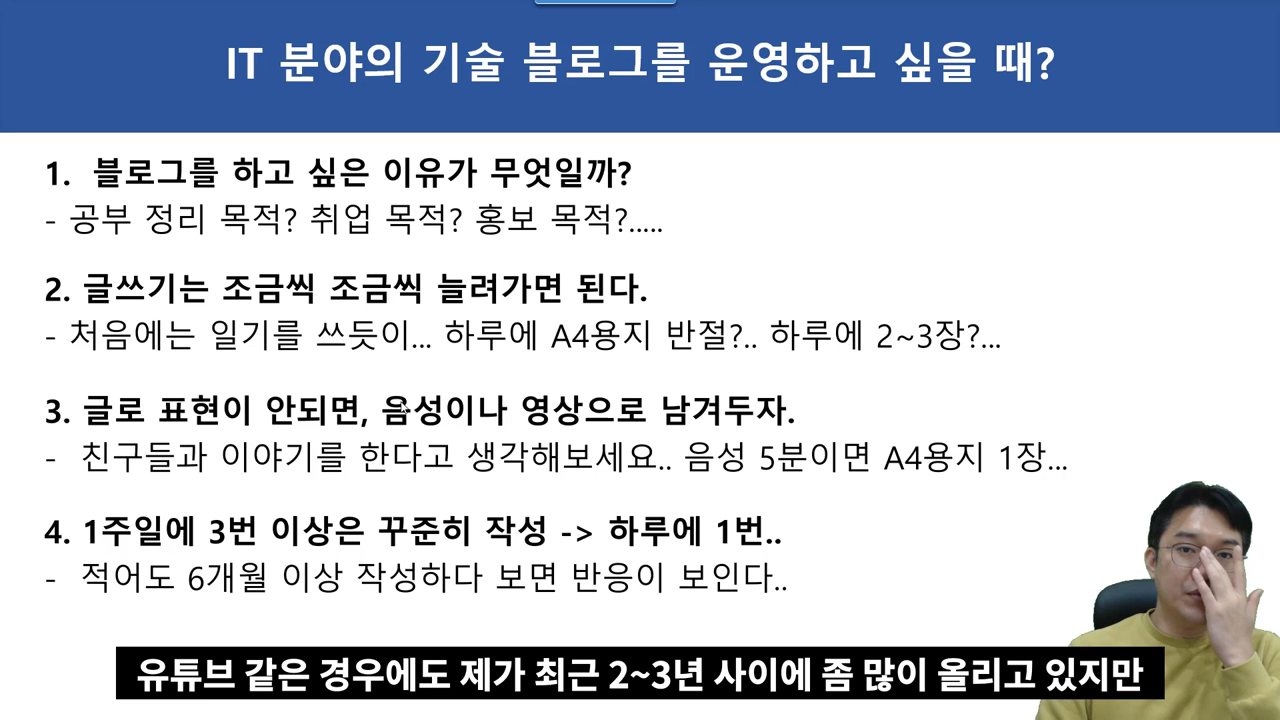 IT 분야의 기술 블로그를 운영하고 싶을 때?
1. 블로그를 하고 싶은 이유가 무엇일까?
- 공부 정리 목적? 취업 목적? 홍보 목적?.....
2. 글쓰기는 조금씩 조금씩 늘려가면 된다.
- 처음에는 일기를 쓰듯이... 하루에 A4용지 반절?.. 하루에 2~3장?...
3. 글로 표현이 안되면, 음성이나 영상으로 남겨두자.
- 친구들과 이야기를 한다고 생각해보세요.. 음성 5분이면 A4용지 1장...
4. 1주일에 3번 이상은 꾸준히 작성 -> 하루에 1번..
- 적어도 6개월 이상 작성하다 보면 반응이 보인다..
유튜브 같은 경우에도 제가 최근 2~3년 사이에 좀 많이 올리고 있지만